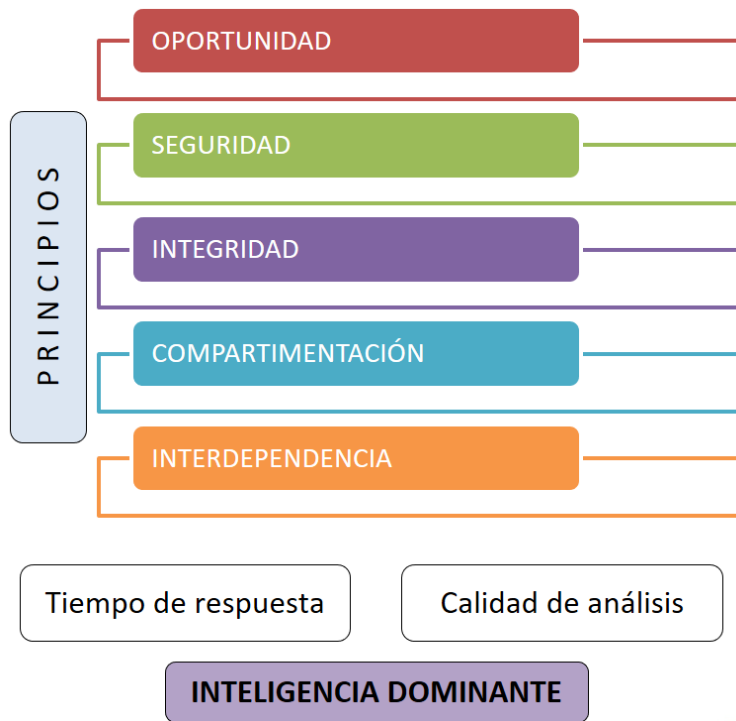 PRINCIPIOS
OPORTUNIDAD
SEGURIDAD
INTEGRIDAD
COMPARTIMENTACIÓN
INTERDEPENDENCIA
Tiempo de respuesta
Calidad de análisis
INTELIGENCIA DOMINANTE